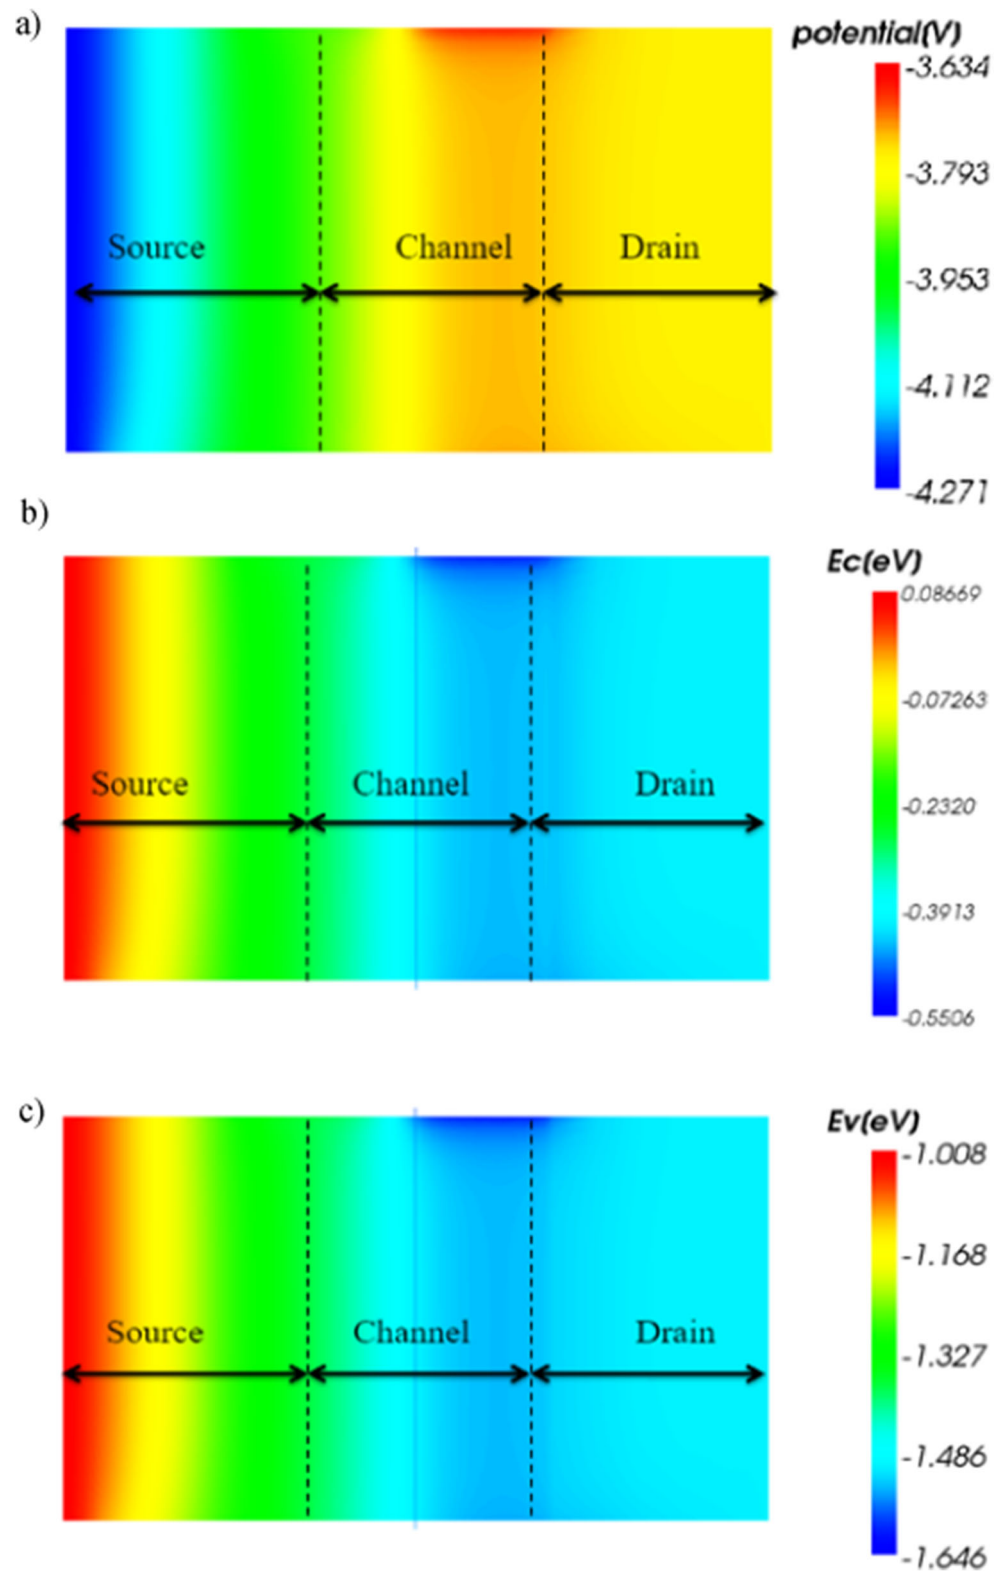 a)
potential(V)
-3.634
-3.793
-3.953
-4.112
-4.271
Source
Channel
Drain
b)
Ec(eV)
0.08669
-0.07263
-0.2320
-0.3913
-0.5506
Source
Channel
Drain
c)
Ev(eV)
-1.008
-1.168
-1.327
-1.486
-1.646
Source
Channel
Drain